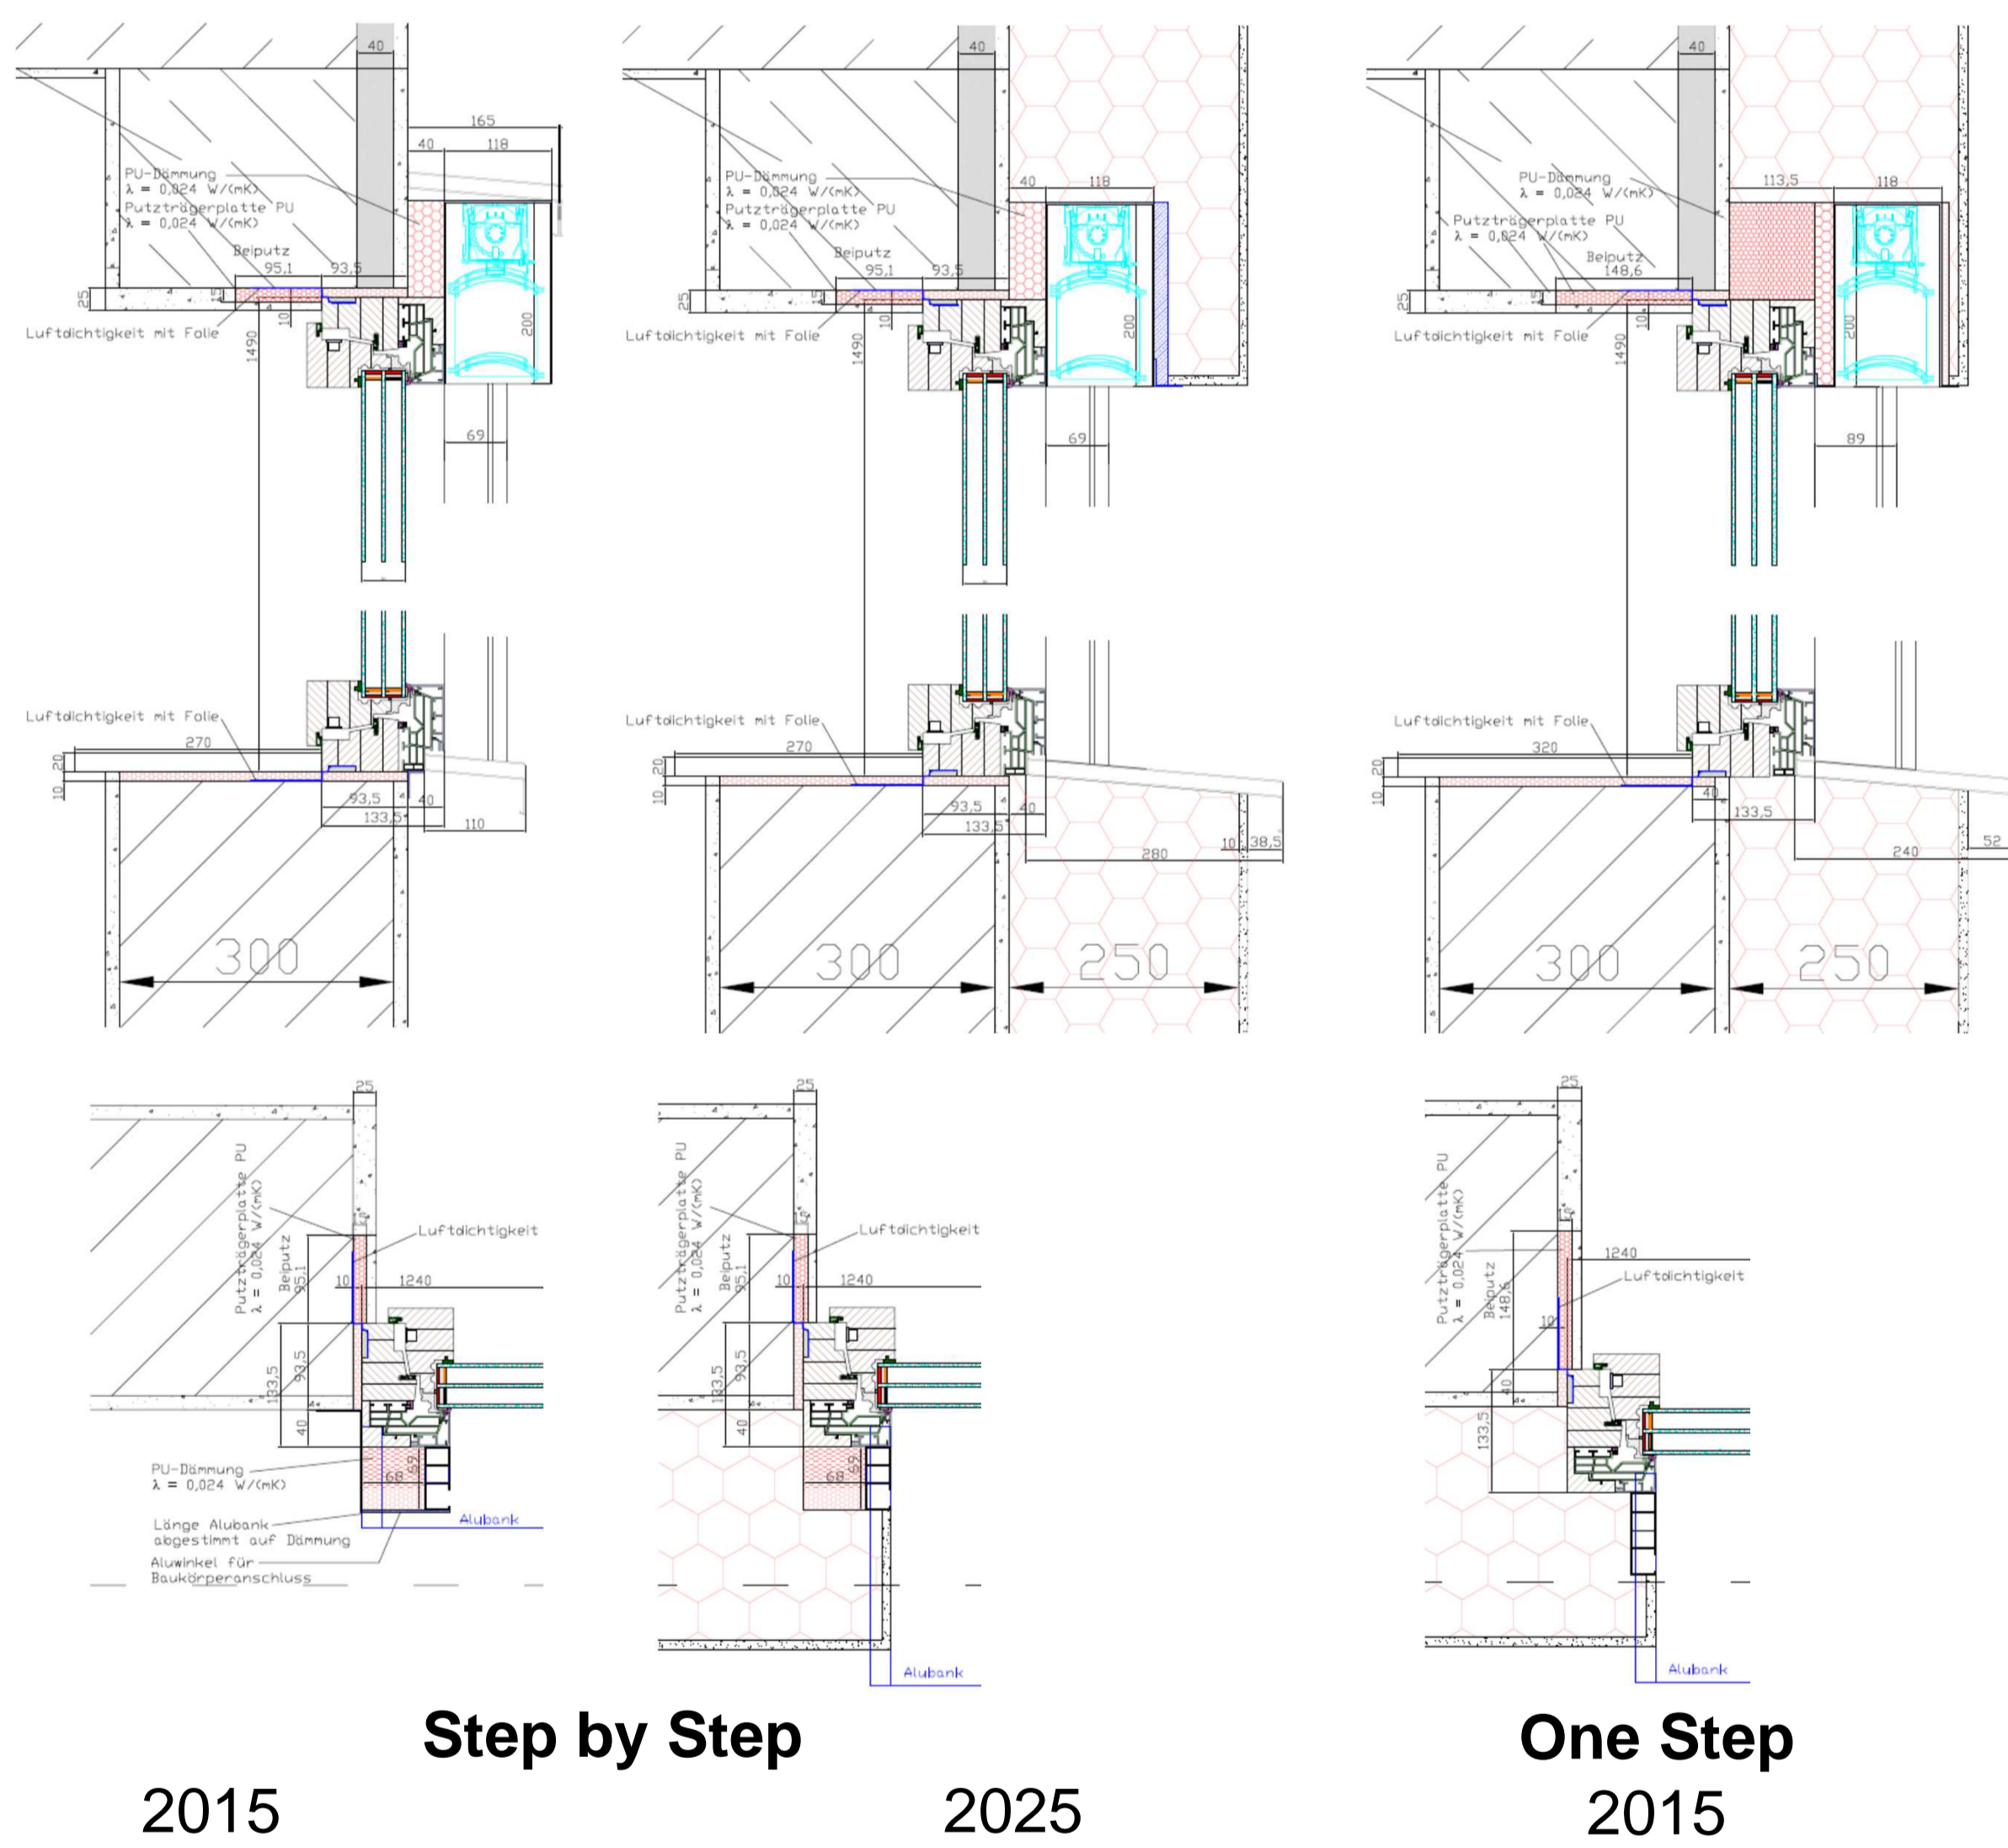 40
165
40
118
PU-Dämmung
λ = 0,024 W/(mK)
Putzträgerplatte PU
λ = 0,024 W/(mK)
Beiputz
95,1
93,5
25
15
10
Luftdichtigkeit mit Folie
1490
200
69
Luftdichtigkeit mit Folie
270
20
10
93,5
40
133,5
110
300
40
40
118
PU-Dämmung
λ = 0,024 W/(mK)
Putzträgerplatte PU
λ = 0,024 W/(mK)
Beiputz
95,1
93,5
25
15
10
Luftdichtigkeit mit Folie
1490
200
69
Luftdichtigkeit mit Folie
270
20
10
93,5
40
133,5
10
38,5
280
300
250
40
PU-Dämmung
λ = 0,024 W/(mK)
113,5
118
Putzträgerplatte PU
λ = 0,024 W/(mK)
Beiputz
148,6
25
15
10
Luftdichtigkeit mit Folie
1490
200
89
Luftdichtigkeit mit Folie
320
20
10
40
133,5
52
240
300
250
25
Putzträgerplatte PU
λ = 0,024 W/(mK)
Beiputz
95,1
Luftdichtigkeit
10
1240
133,5
93,5
40
PU-Dämmung
λ = 0,024 W/(mK)
68
69
Länge Alubank
abgestimmt auf Dämmung
Alubank
Aluwinkel für
Baukörperanschluss
25
Putzträgerplatte PU
λ = 0,024 W/(mK)
Beiputz
95,1
Luftdichtigkeit
10
1240
133,5
93,5
40
68
69
Alubank
25
Putzträgerplatte PU
λ = 0,024 W/(mK)
Beiputz
148,6
1240
Luftdichtigkeit
10
40
133,5
Alubank
Step by Step
One Step
2015
2025
2015